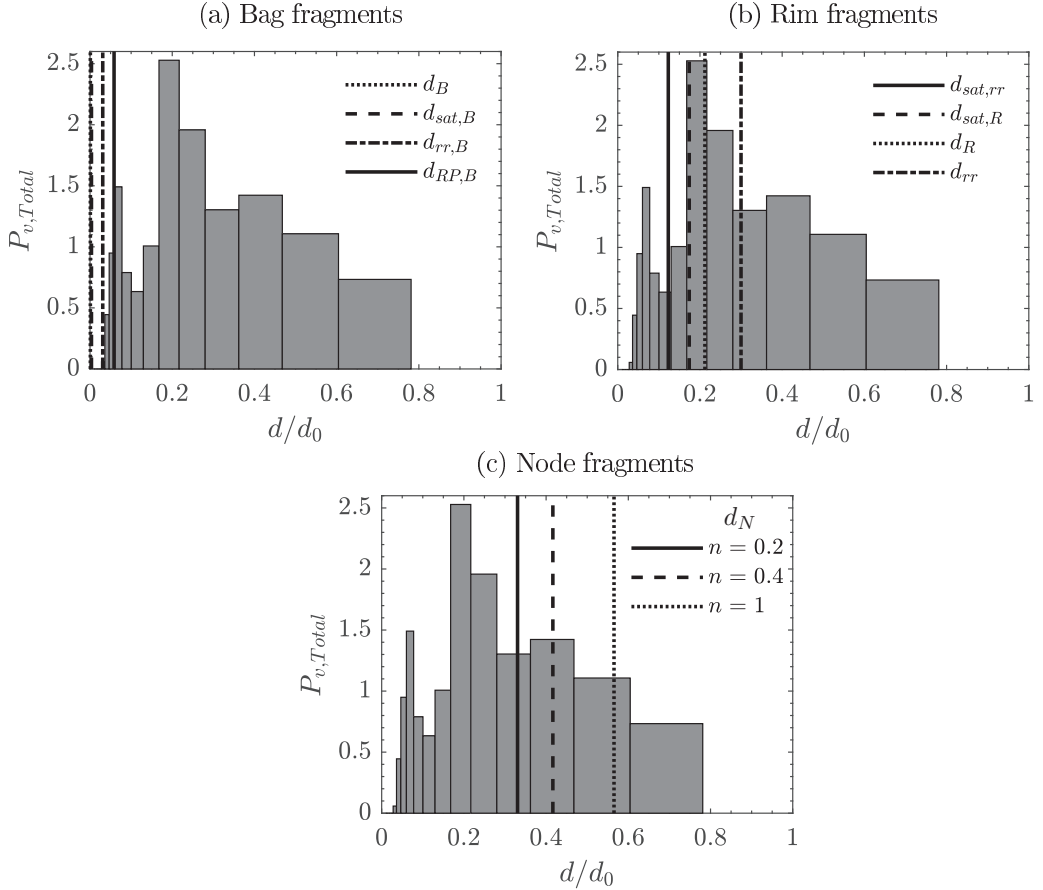 (a) Bag fragments
P_{v,Total}
2.5
2
1.5
1
0.5
0
0 0.2 0.4 0.6 0.8 1
d/d_0
d_B
d_{sat,B}
d_{rr,B}
d_{RP,B}
(b) Rim fragments
P_{v,Total}
2.5
2
1.5
1
0.5
0
0 0.2 0.4 0.6 0.8 1
d/d_0
d_{sat,rr}
d_{sat,R}
d_R
d_{rr}
(c) Node fragments
P_{v,Total}
2.5
2
1.5
1
0.5
0
0 0.2 0.4 0.6 0.8 1
d/d_0
d_N
n = 0.2
n = 0.4
n = 1